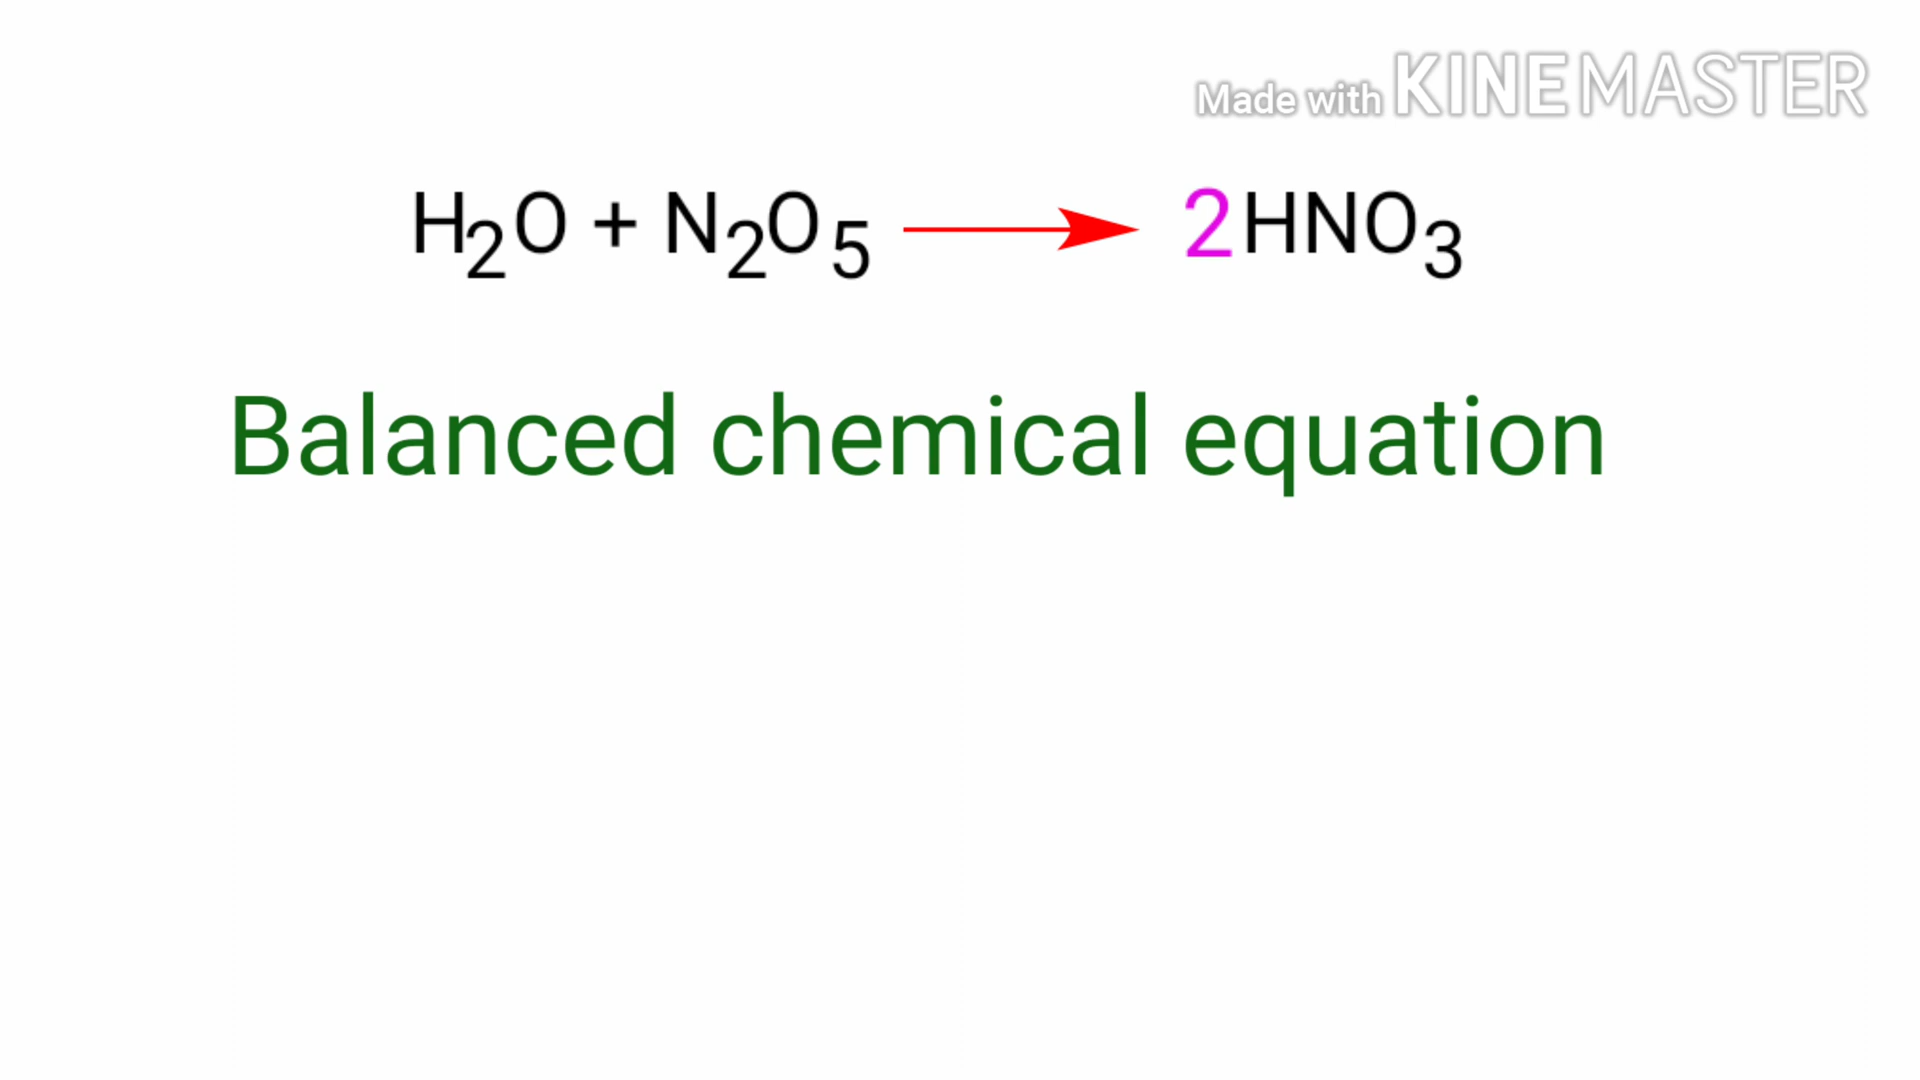 Made with KINEMASTER
H₂O + N₂O₅ → 2HNO₃
Balanced chemical equation